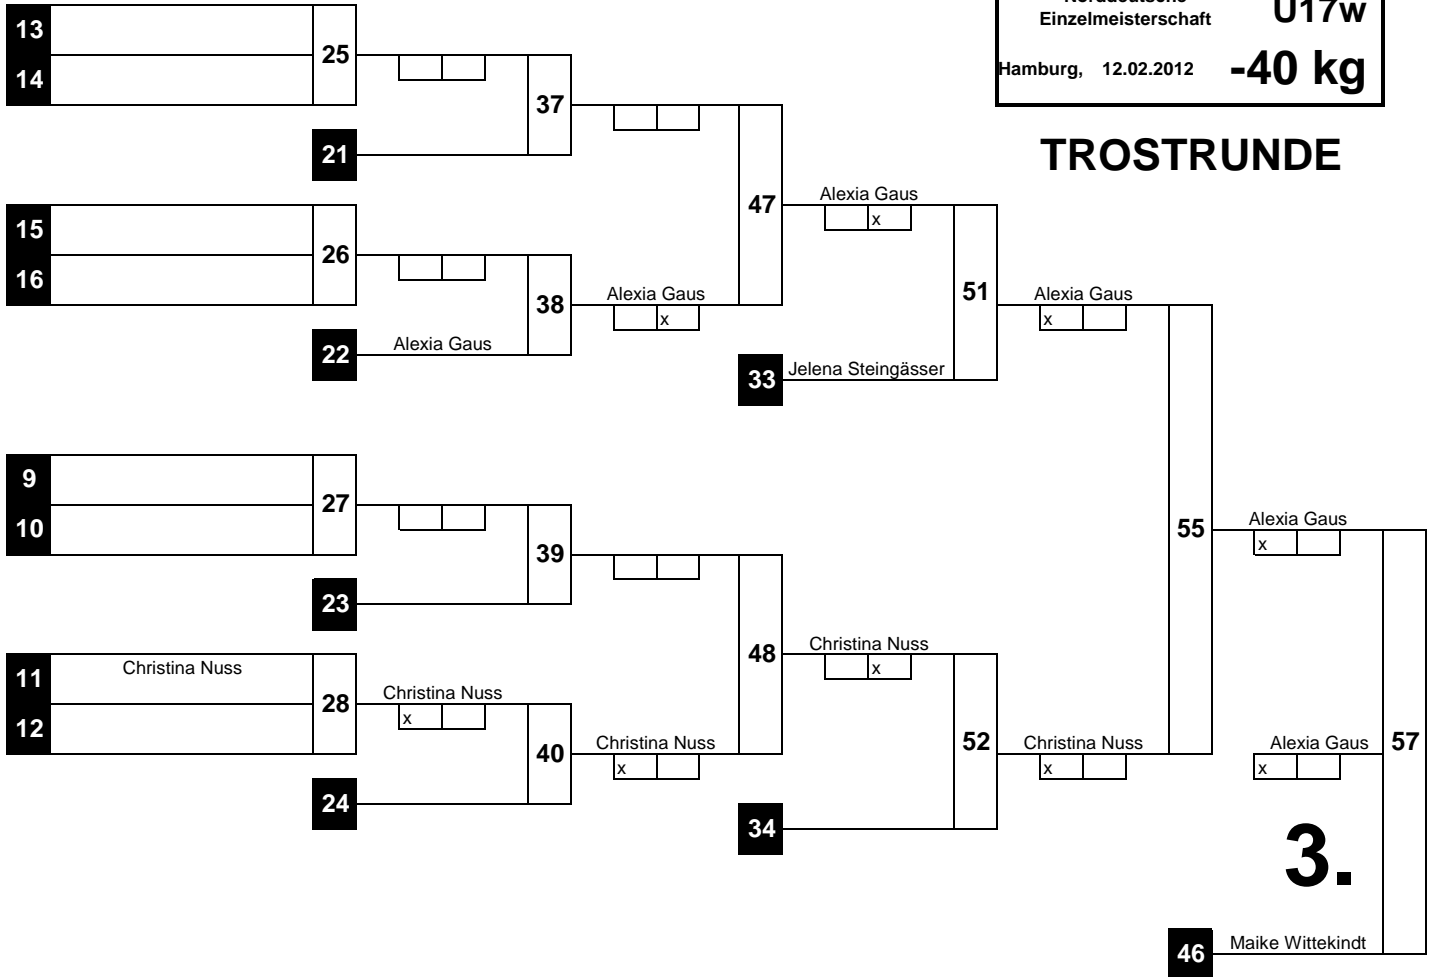 Norddeutsche
Einzelmeisterschaft U17w
Hamburg, 12.02.2012 -40 kg
TROSTRUNDE
13
25
14
37
21
47
Alexia Gaus
x
15
26
16
38
Alexia Gaus
x
51
Alexia Gaus
x
22 Alexia Gaus
33 Jelena Steingässer
9
27
10
39
55
Alexia Gaus
x
23
48
Christina Nuss
x
11 Christina Nuss
28
Christina Nuss
x
12
40
Christina Nuss
x
52
Christina Nuss
x
Alexia Gaus
x
57
24
34
3.
46 Maike Wittekindt